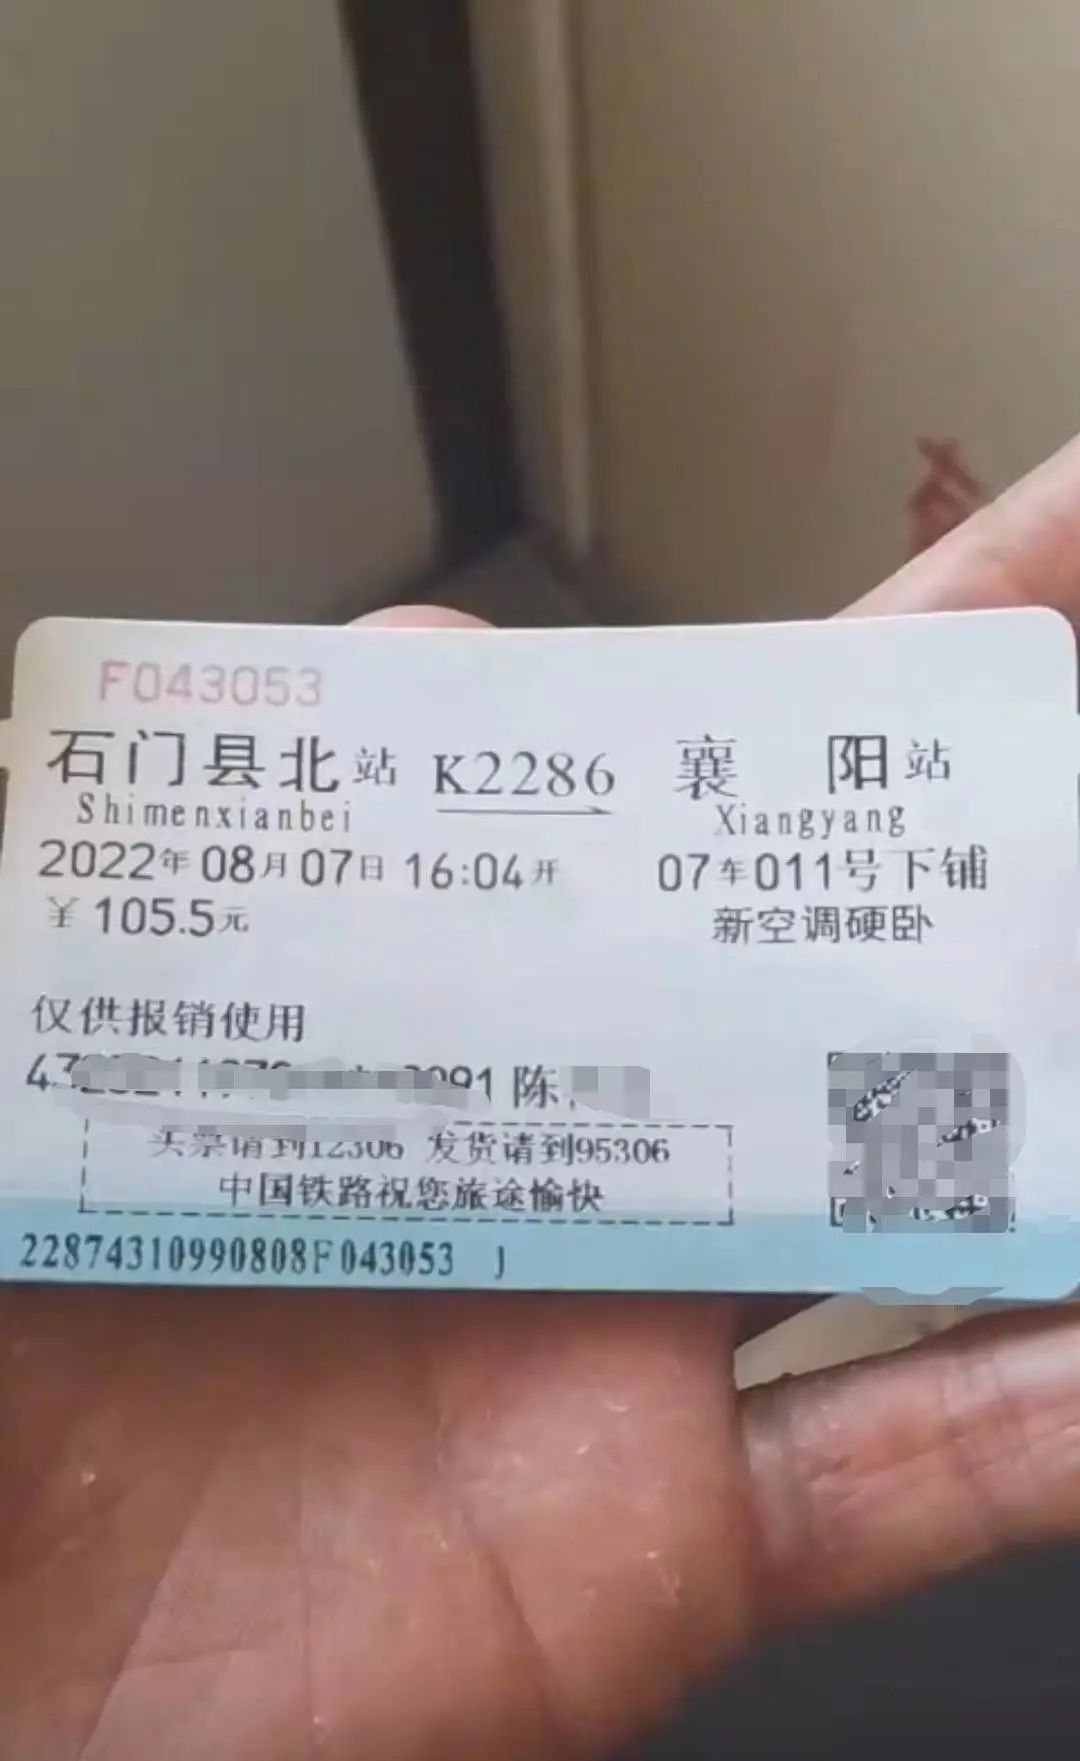 F043053
石门县北站 K2286 襄阳站
Shimenxianbei Xiangyang
2022年08月07日 16:04开 07车011号下铺
¥105.5元 新空调硬卧
仅供报销使用
陈
买票请到12306 发货请到95306
中国铁路祝您旅途愉快
22874310990808F043053 J